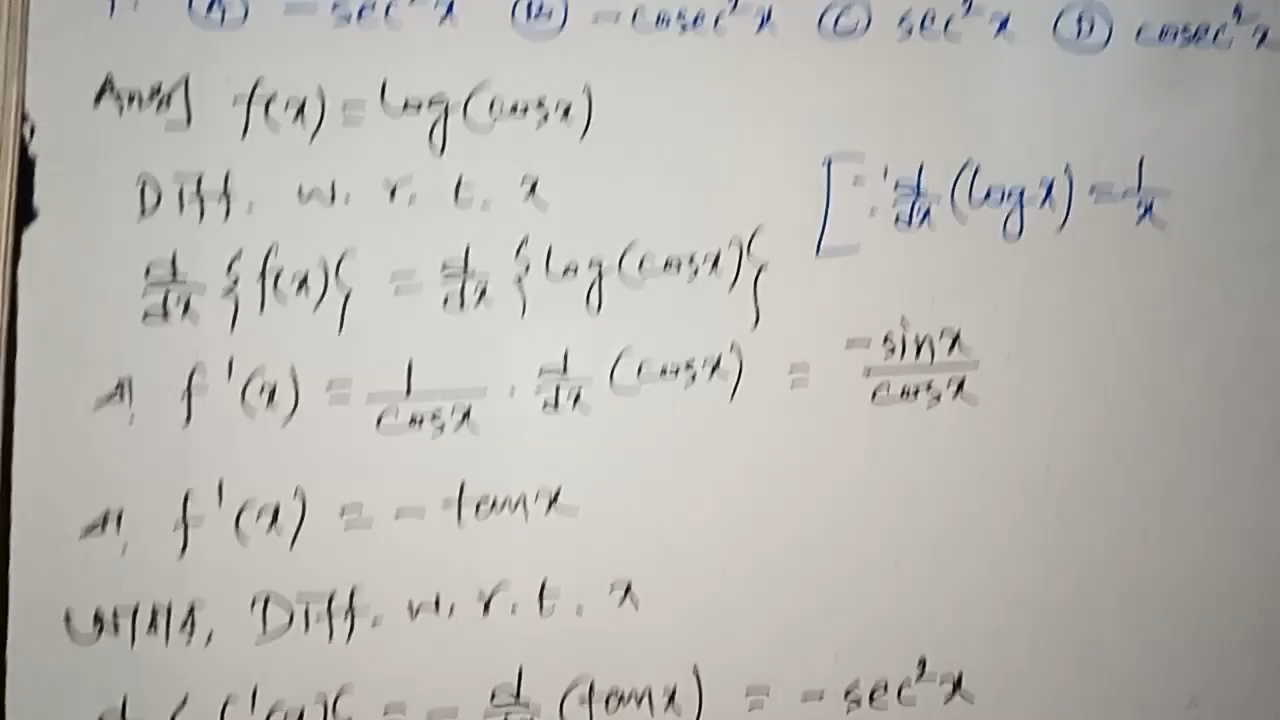 (A) -sec²x (B) -cosec²x (C) sec²x (D) cosec²x
Ans] f(x) = log(cosx)
Diff. w. r. t. x
[∵ d/dx (logx) = 1/x
d/dx {f(x)} = d/dx {log(cosx)}
f'(x) = 1/cosx . d/dx (cosx) = -sinx/cosx
f'(x) = - tanx
Diff. w. r. t. x
= - d/dx (tanx) = - sec²x